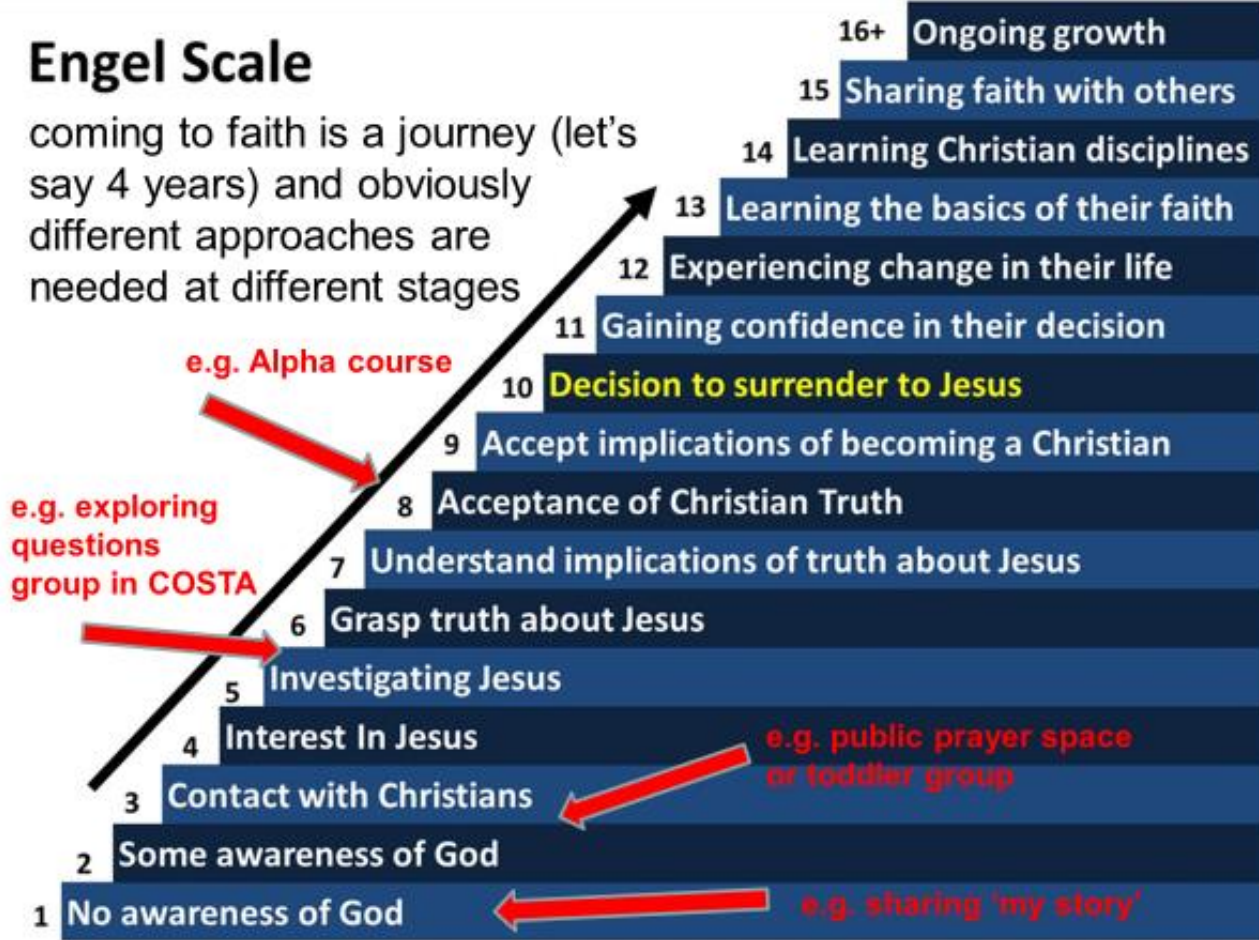 Engel Scale
coming to faith is a journey (let's
say 4 years) and obviously
different approaches are
needed at different stages
16+ Ongoing growth
15 Sharing faith with others
14 Learning Christian disciplines
13 Learning the basics of their faith
12 Experiencing change in their life
11 Gaining confidence in their decision
e.g. Alpha course
10 Decision to surrender to Jesus
9 Accept implications of becoming a Christian
8 Acceptance of Christian Truth
e.g. exploring
questions
group in COSTA
7 Understand implications of truth about Jesus
6 Grasp truth about Jesus
5 Investigating Jesus
4 Interest In Jesus
e.g. public prayer space
or toddler group
3 Contact with Christians
2 Some awareness of God
1 No awareness of God
e.g. sharing 'my story'